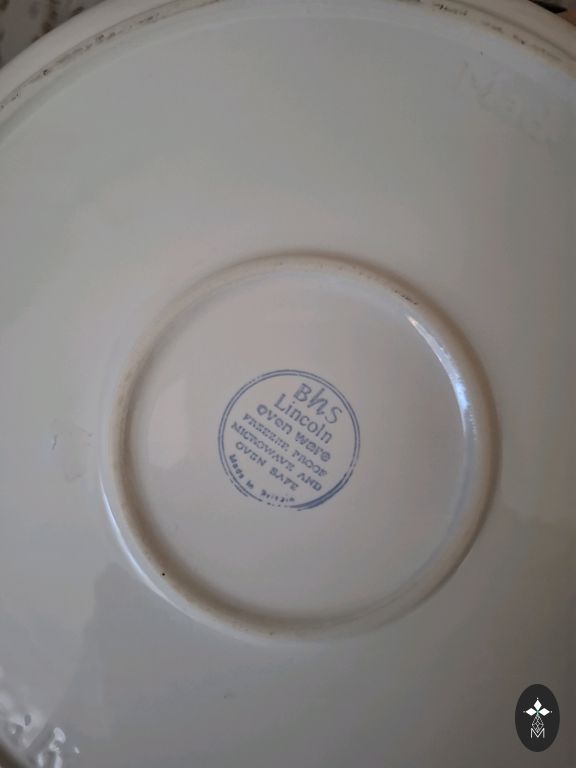 BhS
Lincoln
oven ware
FREEZER PROOF
MICROWAVE AND
OVEN SAFE
Made in Britain
M